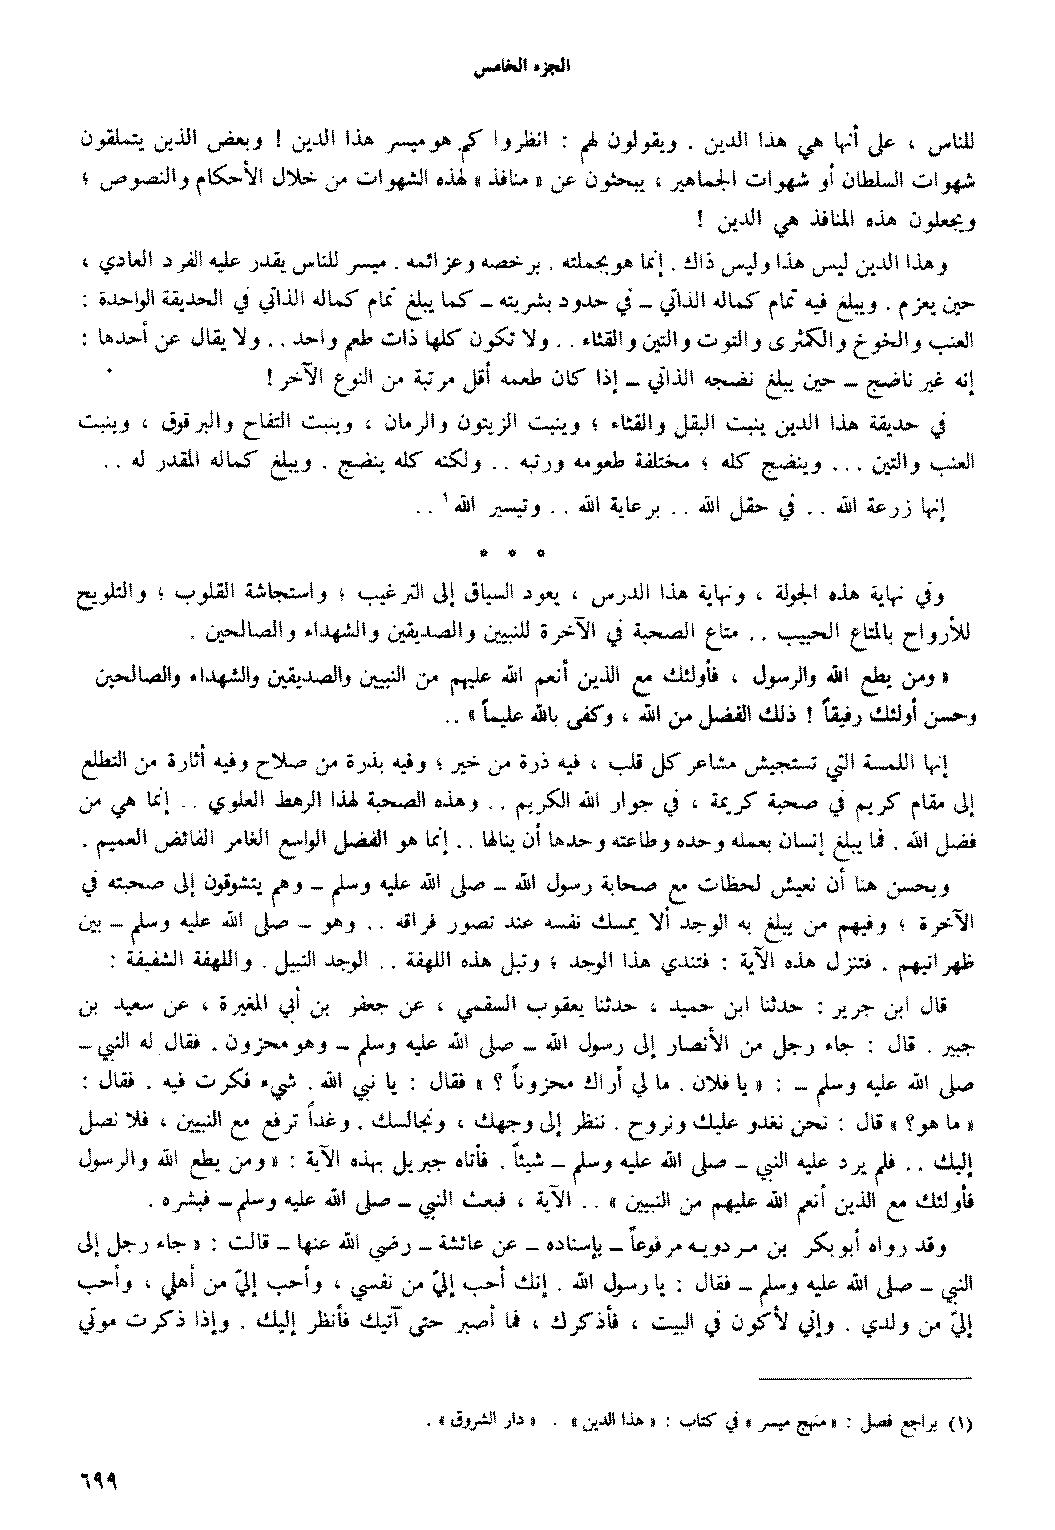 الجزء الخامس
للناس ، على أنها هي هذا الدين . ويقولون لهم : انظروا كم هو ميسر هذا الدين ! وبعض الذين يتملقون
شهوات السلطان أو شهوات الجماهير ، يبحثون عن « منافذ » لهذه الشهوات من خلال الأحكام والنصوص ؛
ويجعلون هذه المنافذ هي الدين !
وهذا الدين ليس هذا وليس ذاك . إنما هو بجملته . برخصه وعزائمه . ميسر للناس يقدر عليه الفرد العادي ،
حين يعزم . ويبلغ فيه تمام كماله الذاتي – في حدود بشريته – كما يبلغ تمام كماله الذاتي في الحديقة الواحدة :
العنب والخوخ والكمثرى والتوت والتين والقثاء .. ولا تكون كلها ذات طعم واحد .. ولا يقال عن أحدها :
إنه غير ناضج – حين يبلغ نضجه الذاتي – إذا كان طعمه أقل مرتبة من النوع الآخر !
في حديقة هذا الدين ينبت البقل والقثاء ؛ وينبت الزيتون والرمان ، وينبت التفاح والبرقوق ، وينبت
العنب والتين ... وينضج كله ؛ مختلفة طعومه ورتبه .. ولكنه كله ينضج . ويبلغ كماله المقدر له ..
إنها زرعة الله .. في حقل الله .. برعاية الله .. وتيسير الله ١ ..
* * *
وفي نهاية هذه الجولة ، ونهاية هذا الدرس ، يعود السياق إلى الترغيب ؛ واستجاشة القلوب ؛ والتلويح
للأرواح بالمتاع الحبيب .. متاع الصحبة في الآخرة للنبيين والصديقين والشهداء والصالحين .
« ومن يطع الله والرسول ، فأولئك مع الذين أنعم الله عليهم من النبيين والصديقين والشهداء والصالحين
وحسن أولئك رفيقاً ! ذلك الفضل من الله ، وكفى بالله عليماً » ..
إنها اللمسة التي تستجيش مشاعر كل قلب ، فيه ذرة من خير ؛ وفيه بذرة من صلاح وفيه أثارة من التطلع
إلى مقام كريم في صحبة كريمة ، في جوار الله الكريم .. وهذه الصحبة لهذا الرهط العلوي .. إنما هي من
فضل الله . فما يبلغ إنسان بعمله وحده وطاعته وحدها أن ينالها .. إنما هو الفضل الواسع الغامر الفائض العميم .
ويحسن هنا أن نعيش لحظات مع صحابة رسول الله – صلى الله عليه وسلم – وهم يتشوقون إلى صحبته في
الآخرة ؛ وفيهم من يبلغ به الوجد ألا يمسك نفسه عند تصور فراقه .. وهو – صلى الله عليه وسلم – بين
ظهرانيهم . فتنزل هذه الآية : فتندي هذا الوجد ؛ وتبل هذه اللهفة .. الوجد النبيل . واللهفة الشفيفة :
قال ابن جرير : حدثنا ابن حميد ، حدثنا يعقوب السقمي ، عن جعفر بن أبي المغيرة ، عن سعيد بن
جبير . قال : جاء رجل من الأنصار إلى رسول الله – صلى الله عليه وسلم – وهو محزون . فقال له النبي –
صلى الله عليه وسلم – : « يا فلان . ما لي أراك محزوناً ؟ » فقال : يا نبي الله . شيء فكرت فيه . فقال :
« ما هو؟ » قال : نحن نغدو عليك ونروح . ننظر إلى وجهك ، ونجالسك . وغداً ترفع مع النبيين ، فلا نصل
إليك .. فلم يرد عليه النبي – صلى الله عليه وسلم – شيئاً . فأتاه جبريل بهذه الآية : « ومن يطع الله والرسول
فأولئك مع الذين أنعم الله عليهم من النبيين » .. الآية ، فبعث النبي – صلى الله عليه وسلم – فبشره .
وقد رواه أبو بكر بن مردويه مرفوعاً – بإسناده – عن عائشة – رضي الله عنها – قالت : « جاء رجل إلى
النبي – صلى الله عليه وسلم – فقال : يا رسول الله . إنك أحب إليّ من نفسي ، وأحب إليّ من أهلي ، وأحب
إليّ من ولدي . وإني لأكون في البيت ، فأذكرك ، فما أصبر حتى آتيك فأنظر إليك . وإذا ذكرت موتي
(١) يراجع فصل : « منهج ميسر » في كتاب : « هذا الدين » . « دار الشروق » .
٦٩٩